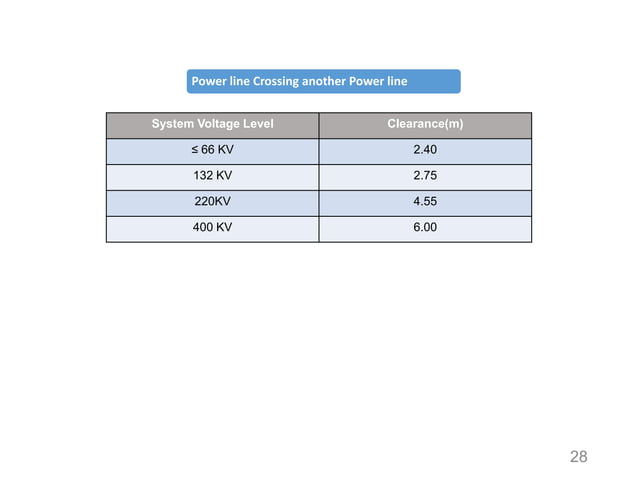 Power line Crossing another Power line
System Voltage Level Clearance(m)
≤ 66 KV 2.40
132 KV 2.75
220KV 4.55
400 KV 6.00
28